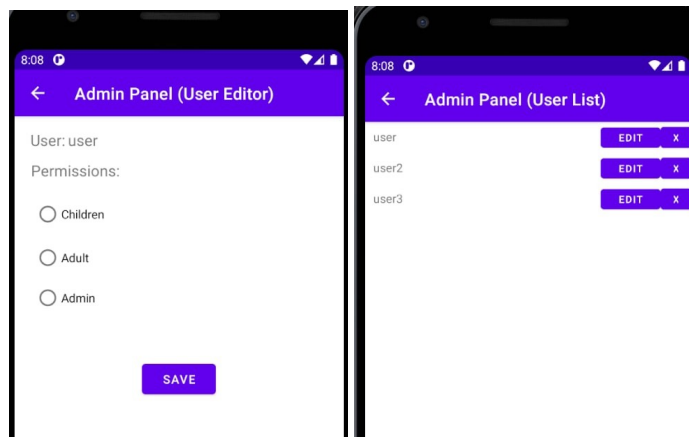 8:08
Admin Panel (User Editor)
User: user
Permissions:
Children
Adult
Admin
SAVE
8:08
Admin Panel (User List)
user EDIT X
user2 EDIT X
user3 EDIT X